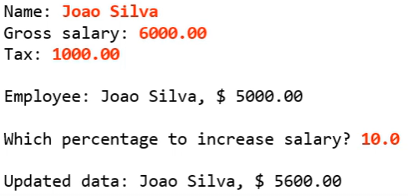 Name: Joao Silva
Gross salary: 6000.00
Tax: 1000.00
Employee: Joao Silva, $ 5000.00
Which percentage to increase salary? 10.0
Updated data: Joao Silva, $ 5600.00